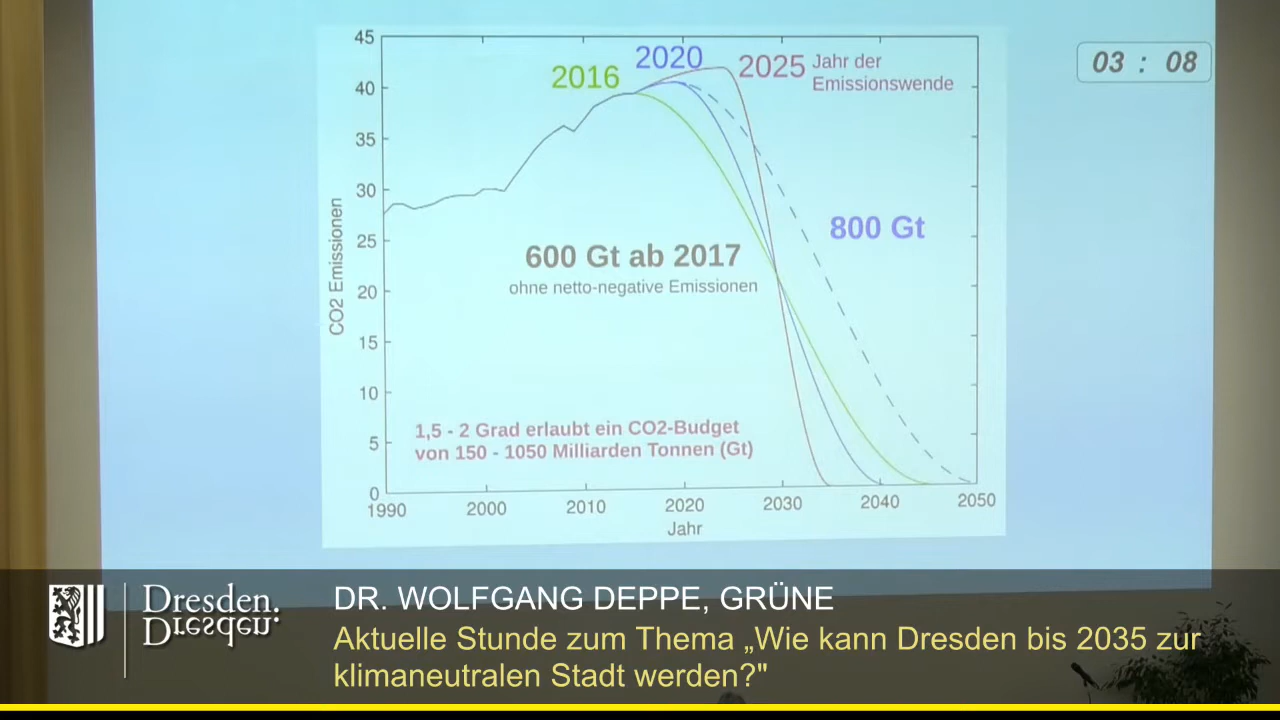 45
40
35
30
25
20
15
10
5
0
CO2 Emissionen
2016
2020
2025 Jahr der
Emissionswende
03 : 08
800 Gt
600 Gt ab 2017
ohne netto-negative Emissionen
1,5 - 2 Grad erlaubt ein CO2-Budget
von 150 - 1050 Milliarden Tonnen (Gt)
1990 2000 2010 2020 2030 2040 2050
Jahr
Dresden.
Dresden.
DR. WOLFGANG DEPPE, GRÜNE
Aktuelle Stunde zum Thema „Wie kann Dresden bis 2035 zur
klimaneutralen Stadt werden?"